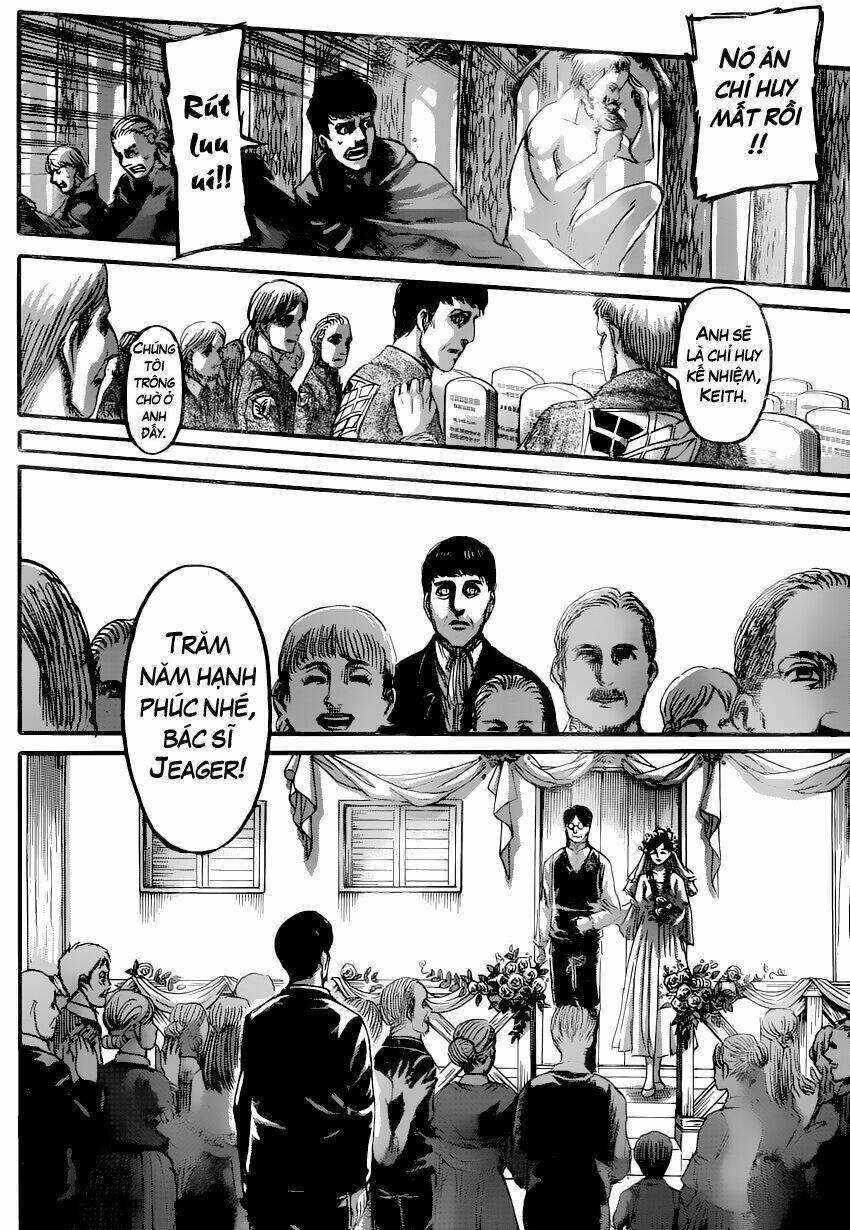 Nó ăn
chỉ huy
mất rồi
!!
Rút
luu
ui!!
Anh sẽ
là chỉ huy
kế nhiệm,
Keith.
Chúng
tôi
trông
chờ ở
anh
đấy.
Trăm
năm hạnh
phúc nhé,
bác sĩ
Jeager!